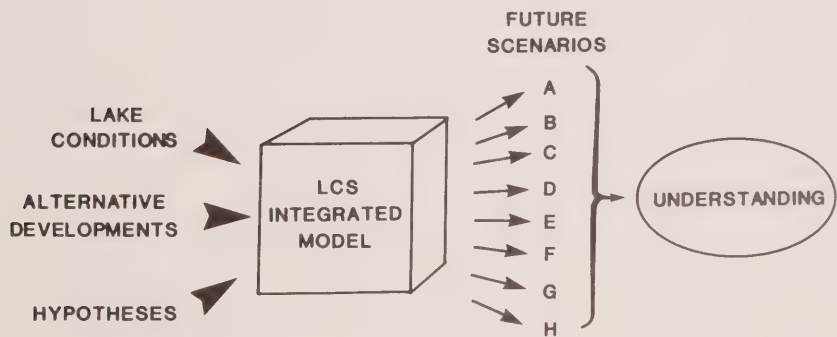 LAKE
CONDITIONS
ALTERNATIVE
DEVELOPMENTS
HYPOTHESES
LCS
INTEGRATED
MODEL
FUTURE
SCENARIOS
A
B
C
D
E
F
G
H
UNDERSTANDING